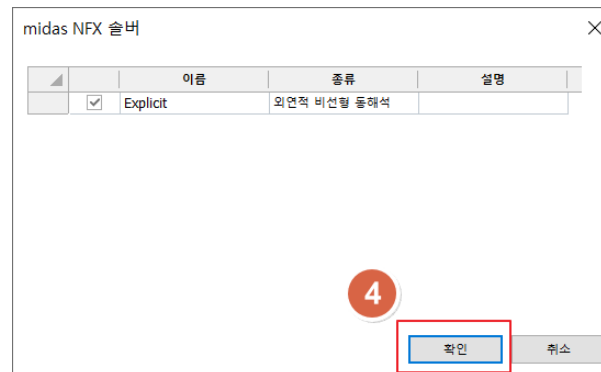 midas NFX 솔버
이름 종류 설명
Explicit 외연적 비선형 동해석
4
확인 취소